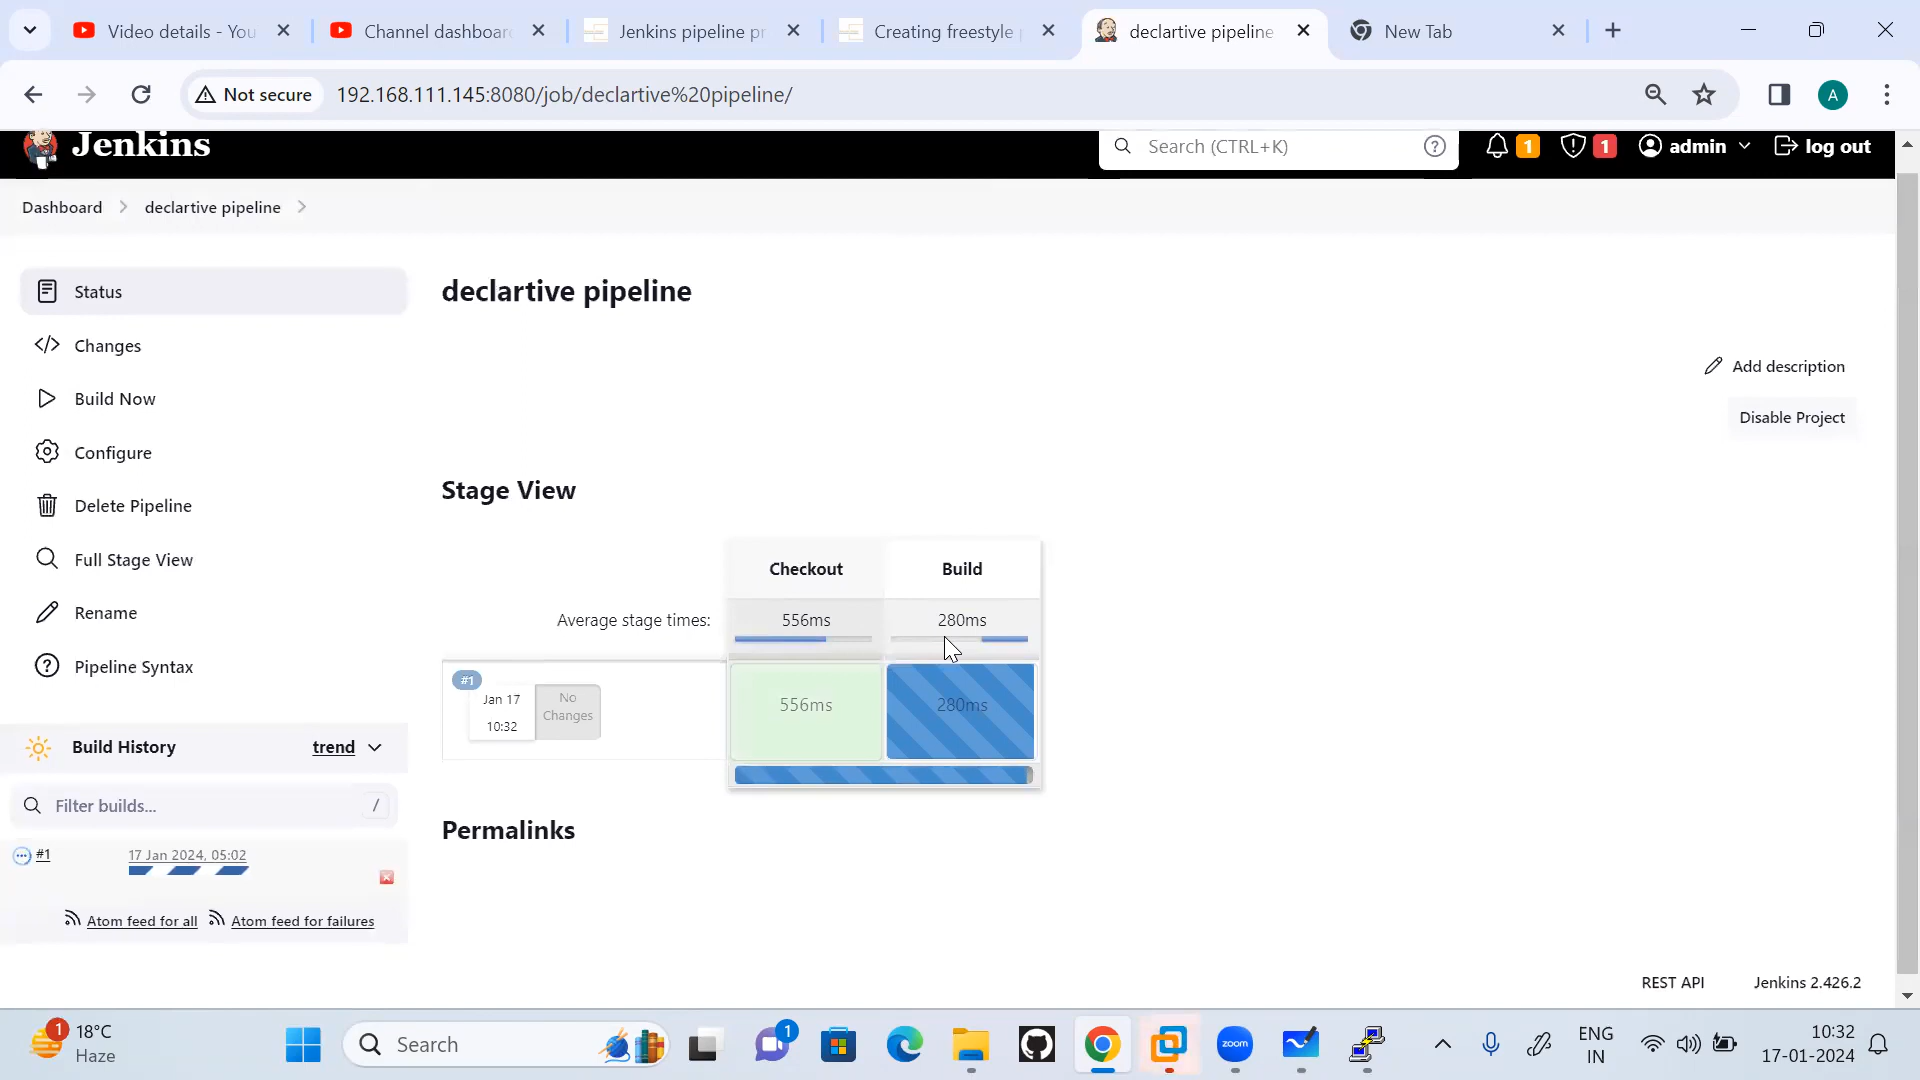 Video details - You
Channel dashboard
Jenkins pipeline pr
Creating freestyle p
declartive pipeline
New Tab
Not secure
192.168.111.145:8080/job/declartive%20pipeline/
A
Jenkins
Search (CTRL+K)
?
1
1
admin
log out
Dashboard
declartive pipeline
Status
declartive pipeline
Changes
Add description
Build Now
Disable Project
Configure
Stage View
Delete Pipeline
Full Stage View
Checkout
Build
Rename
Average stage times:
556ms
280ms
Pipeline Syntax
#1
Jan 17
10:32
No
Changes
556ms
280ms
Build History
trend
Filter builds...
/
Permalinks
#1
17 Jan 2024, 05:02
Atom feed for all
Atom feed for failures
REST API
Jenkins 2.426.2
1
18°C
Haze
Search
1
zoom
ENG
IN
10:32
17-01-2024